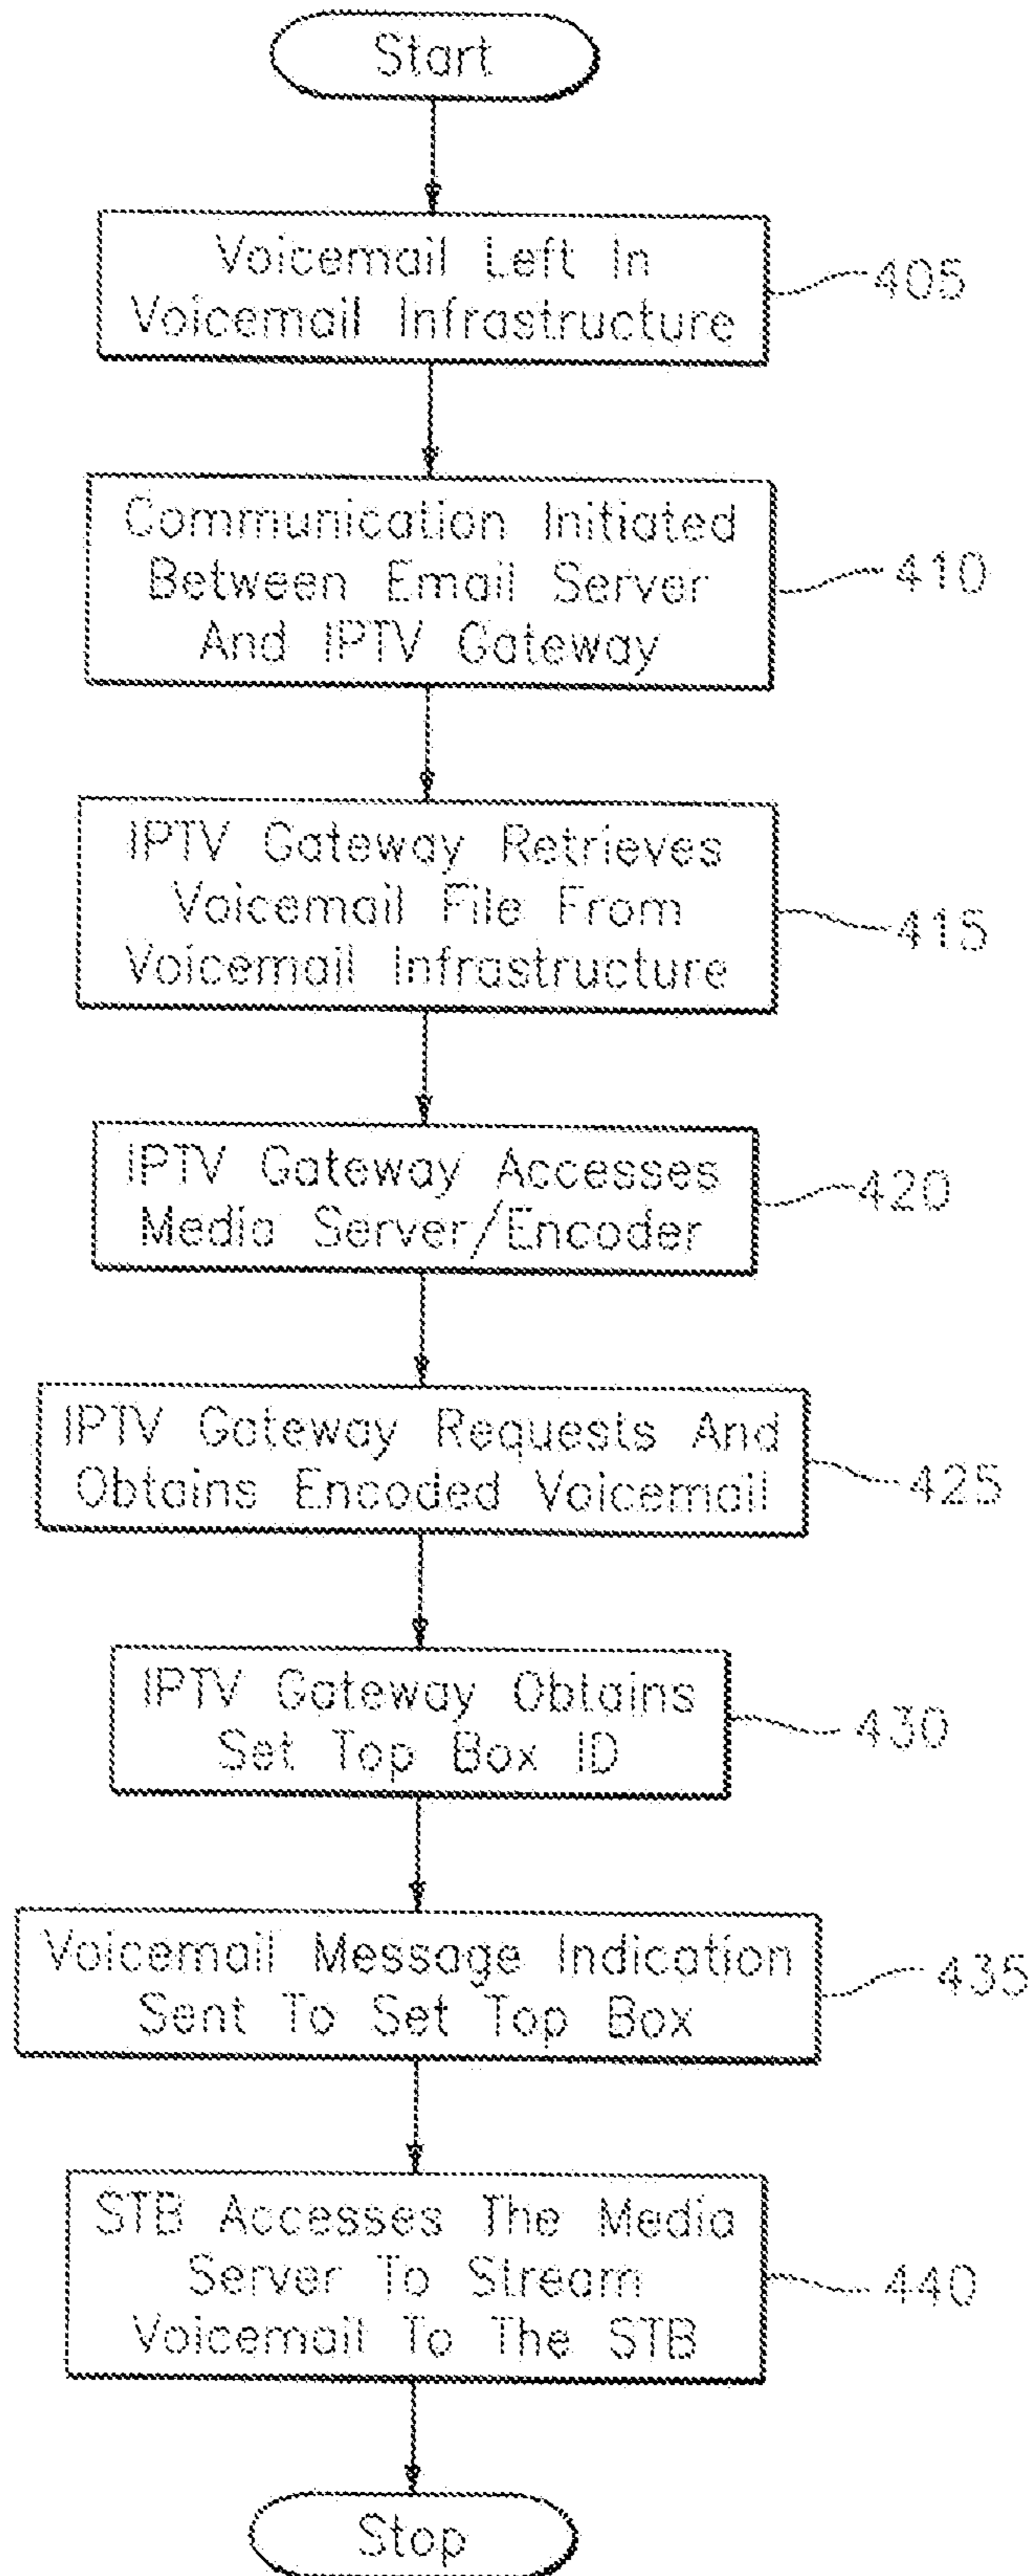 Start
Voicemail Left In
Voicemail Infrastructure
405
Communication Initiated
Between Email Server
And IPTV Gateway
410
IPTV Gateway Retrieves
Voicemail File From
Voicemail Infrastructure
415
IPTV Gateway Accesses
Media Server/Encoder
420
IPTV Gateway Requests And
Obtains Encoded Voicemail
425
IPTV Gateway Obtains
Set Top Box ID
430
Voicemail Message Indication
Sent To Set Top Box
435
STB Accesses The Media
Server To Stream
Voicemail To The STB
440
Stop